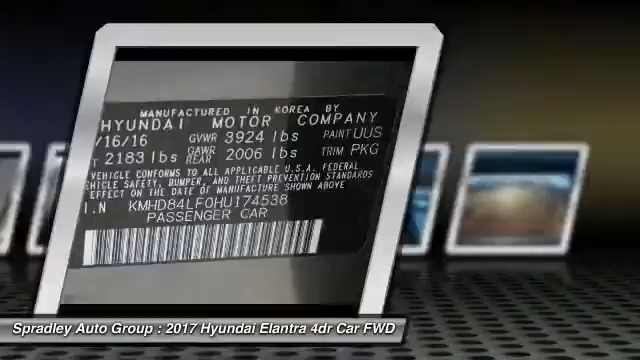 MANUFACTURED IN KOREA BY
HYUNDAI MOTOR COMPANY
/16/16 GVWR 3924 lbs PAINT UUS
T 2183 lbs GAWR REAR 2006 lbs TRIM PKG
VEHICLE CONFORMS TO ALL APPLICABLE U.S.A. FEDERAL
VEHICLE SAFETY, BUMPER, AND THEFT PREVENTION STANDARDS
EFFECT ON THE DATE OF MANUFACTURE SHOWN ABOVE
I.N KMHD84LF0HU174538
PASSENGER CAR
Spradley Auto Group : 2017 Hyundai Elantra 4dr Car FWD